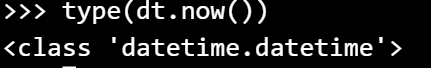 >>> type(dt.now())
<class 'datetime.datetime'>